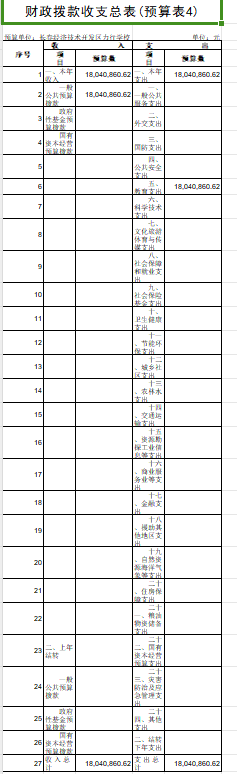 财政拨款收支总表(预算表4)
预算单位：长春经济技术开发区力行学校 单位：元
收 入 支 出
序号 项目 预算数 项目 预算数
1 一、本年收入 18,040,860.62 一、本年支出 18,040,860.62
2 一般公共预算拨款 18,040,860.62 一、一般公共服务支出
3 政府性基金预算拨款 二、外交支出
4 国有资本经营预算拨款 三、国防支出
5 四、公共安全支出
6 五、教育支出 18,040,860.62
7 六、科学技术支出
8 七、文化旅游体育与传媒支出
9 八、社会保障和就业支出
10 九、社会保险基金支出
11 十、卫生健康支出
12 十一、节能环保支出
13 十二、城乡社区支出
14 十三、农林水支出
15 十四、交通运输支出
16 十五、资源勘探工业信息等支出
17 十六、商业服务业等支出
18 十七、金融支出
19 十八、援助其他地区支出
20 十九、自然资源海洋气象等支出
21 二十、住房保障支出
22 二十一、粮油物资储备支出
23 二、上年结转 二十二、国有资本经营预算支出
24 一般公共预算拨款 二十三、灾害防治及应急管理支出
25 政府性基金预算拨款 二十四、其他支出
26 国有资本经营预算拨款 二、结转下年支出
27 收入总计 18,040,860.62 支出总计 18,040,860.62